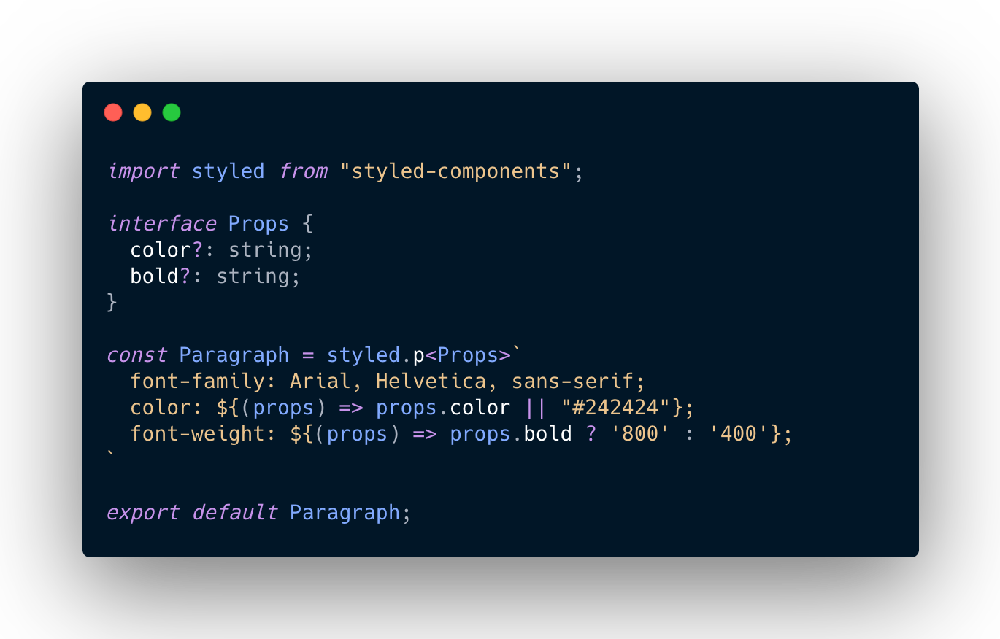 import styled from "styled-components";
interface Props {
  color?: string;
  bold?: string;
}
const Paragraph = styled.p<Props>`
  font-family: Arial, Helvetica, sans-serif;
  color: ${(props) => props.color || "#242424"};
  font-weight: ${(props) => props.bold ? '800' : '400'};
`
export default Paragraph;